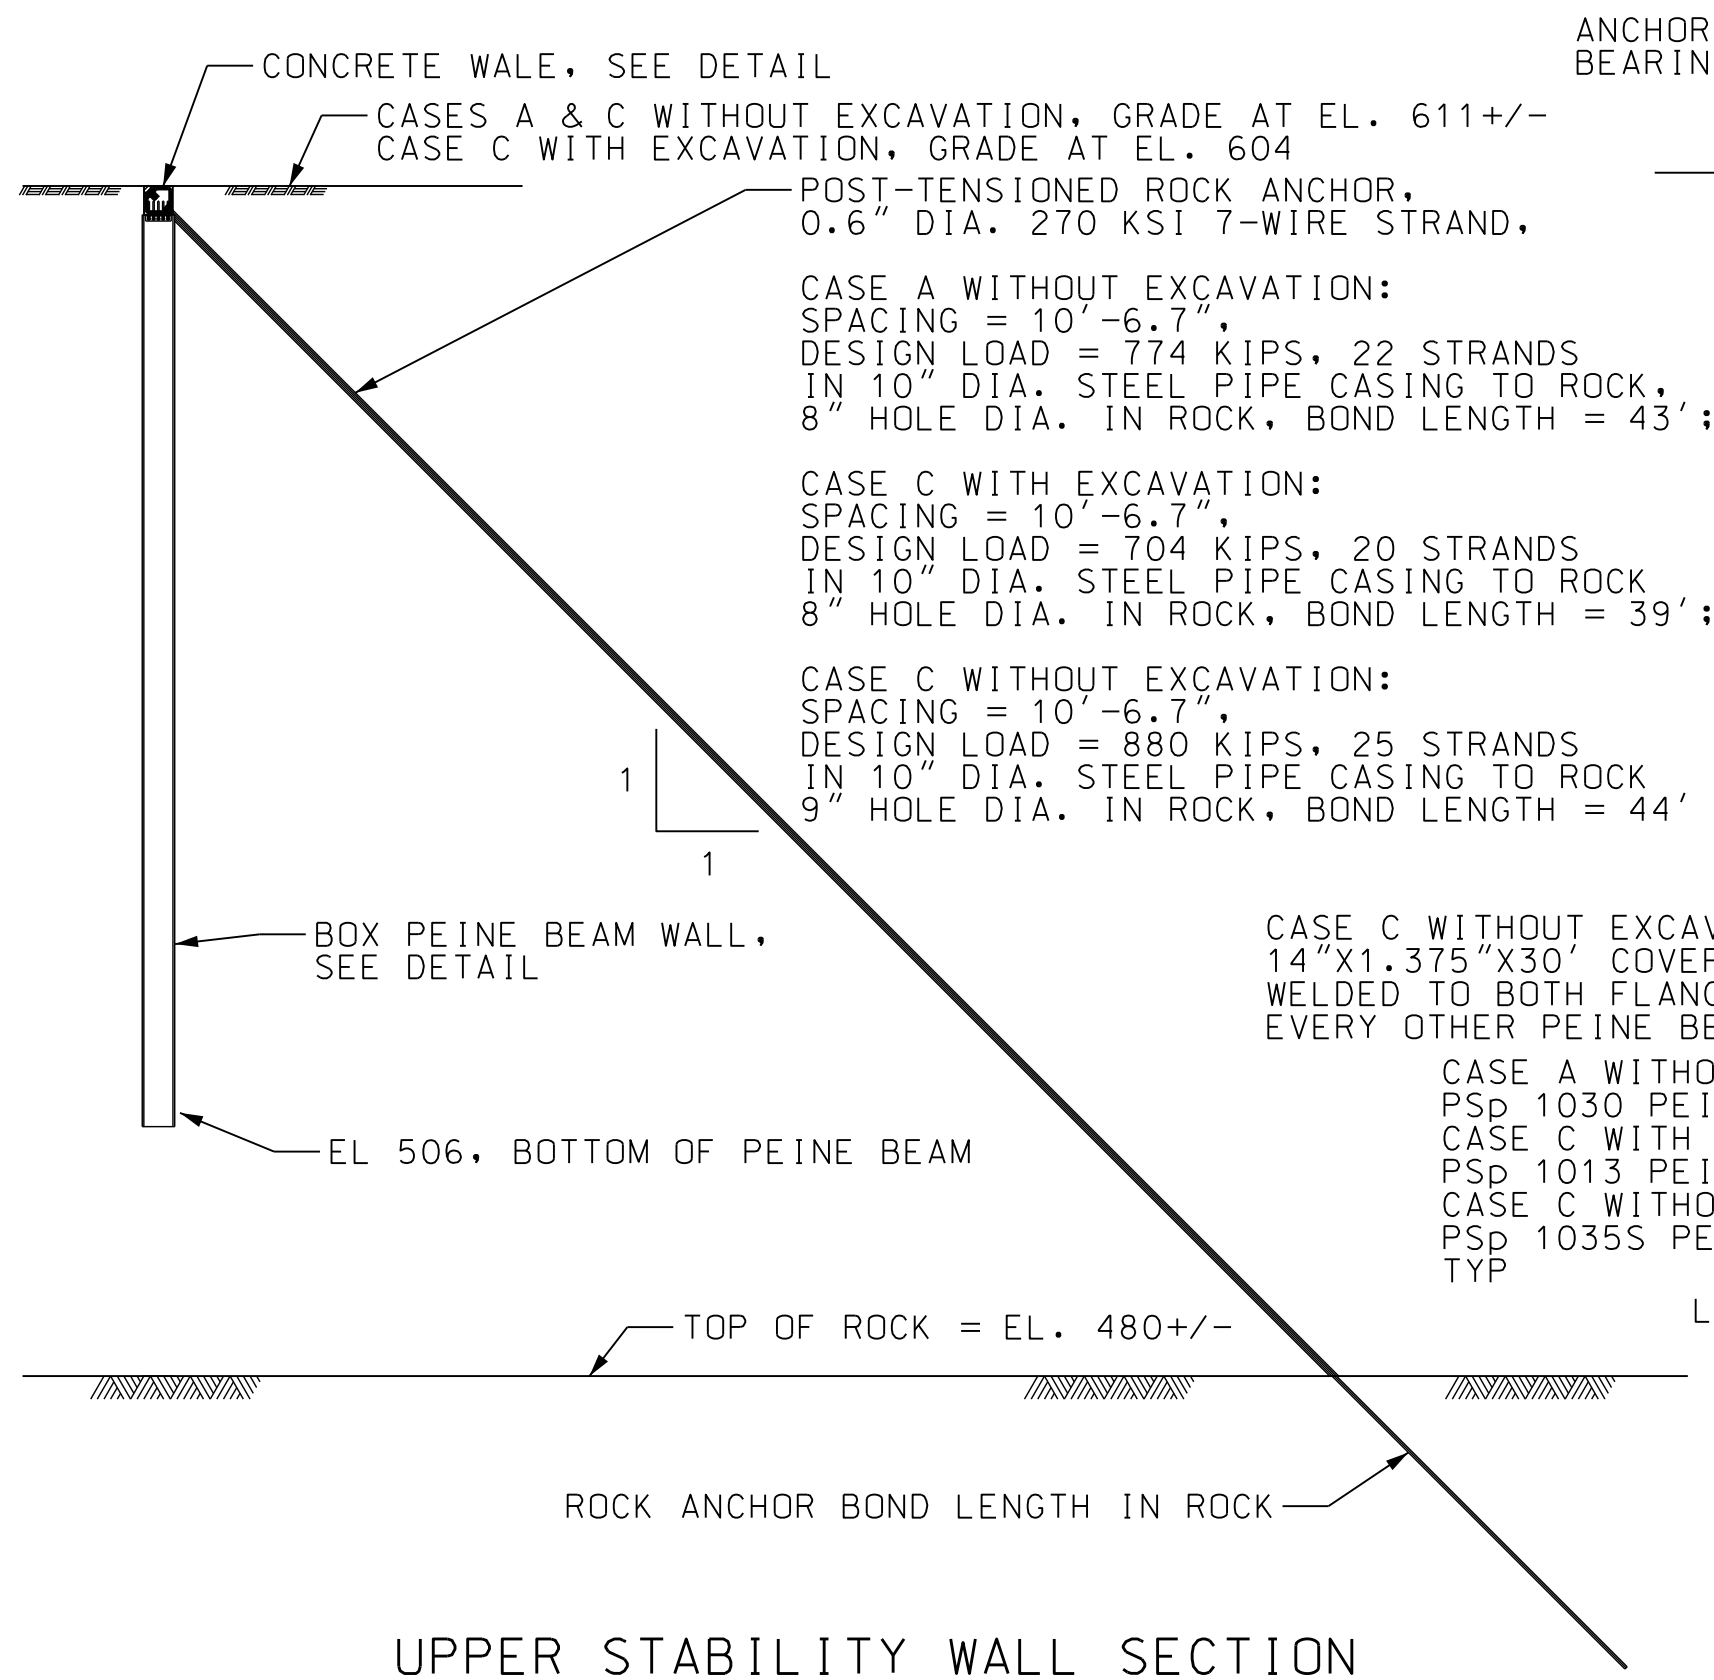 ANCHOR
BEARIN
CONCRETE WALE, SEE DETAIL
CASES A & C WITHOUT EXCAVATION, GRADE AT EL. 611+/-
CASE C WITH EXCAVATION, GRADE AT EL. 604
POST-TENSIONED ROCK ANCHOR,
0.6" DIA. 270 KSI 7-WIRE STRAND,
CASE A WITHOUT EXCAVATION:
SPACING = 10'-6.7",
DESIGN LOAD = 774 KIPS, 22 STRANDS
IN 10" DIA. STEEL PIPE CASING TO ROCK,
8" HOLE DIA. IN ROCK, BOND LENGTH = 43';
CASE C WITH EXCAVATION:
SPACING = 10'-6.7",
DESIGN LOAD = 704 KIPS, 20 STRANDS
IN 10" DIA. STEEL PIPE CASING TO ROCK
8" HOLE DIA. IN ROCK, BOND LENGTH = 39';
CASE C WITHOUT EXCAVATION:
SPACING = 10'-6.7",
DESIGN LOAD = 880 KIPS, 25 STRANDS
IN 10" DIA. STEEL PIPE CASING TO ROCK
9" HOLE DIA. IN ROCK, BOND LENGTH = 44'
1
1
BOX PEINE BEAM WALL,
SEE DETAIL
CASE C WITHOUT EXCAV
14"X1.375"X30' COVER
WELDED TO BOTH FLANG
EVERY OTHER PEINE BE
CASE A WITHO
PSp 1030 PEI
CASE C WITH
PSp 1013 PEI
CASE C WITHO
PSp 1035S PE
TYP
L
EL 506, BOTTOM OF PEINE BEAM
TOP OF ROCK = EL. 480+/-
ROCK ANCHOR BOND LENGTH IN ROCK
UPPER STABILITY WALL SECTION